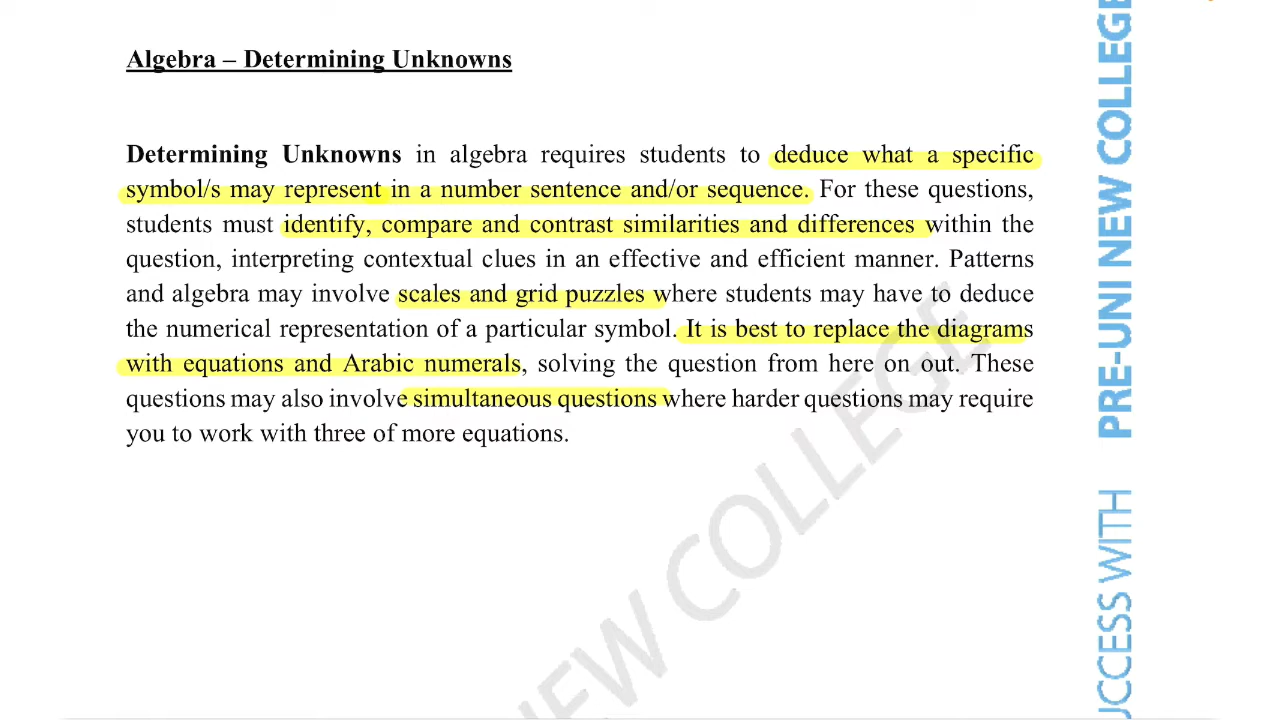 Algebra – Determining Unknowns
Determining Unknowns in algebra requires students to deduce what a specific
symbol/s may represent in a number sentence and/or sequence. For these questions,
students must identify, compare and contrast similarities and differences within the
question, interpreting contextual clues in an effective and efficient manner. Patterns
and algebra may involve scales and grid puzzles where students may have to deduce
the numerical representation of a particular symbol. It is best to replace the diagrams
with equations and Arabic numerals, solving the question from here on out. These
questions may also involve simultaneous questions where harder questions may require
you to work with three of more equations.
NEW COLLEGE
UCCESS WITH PRE-UNI NEW COLLEGE